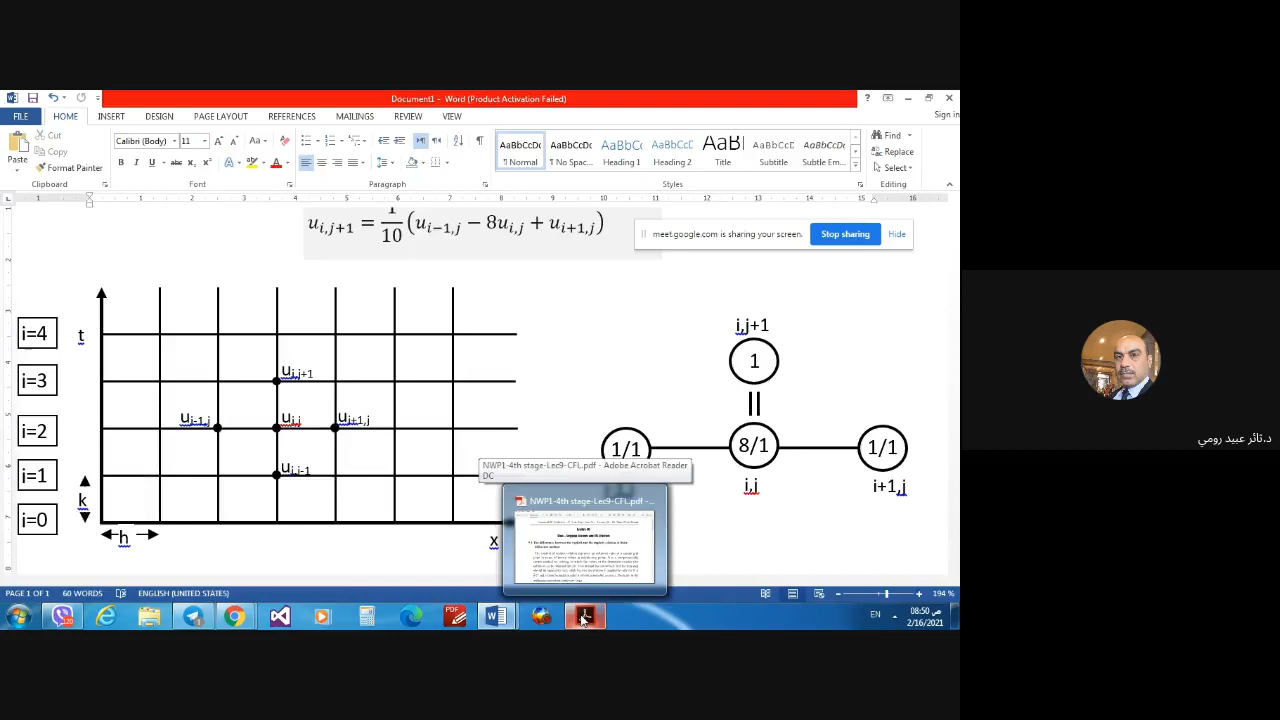 Document1 - Word (Product Activation Failed)
Sign in
FILE HOME INSERT DESIGN PAGE LAYOUT REFERENCES MAILINGS REVIEW VIEW
Paste
Cut
Copy
Format Painter
Clipboard
Calibri (Body) 11
Font
Paragraph
AaBbCcDc AaBbCcDc AaBbCc AaBbCc AaBl AaBbCcD AaBbCcDc
¶ Normal ¶ No Spac... Heading 1 Heading 2 Title Subtitle Subtle Em...
Styles
Find
Replace
Select
Editing
u_{i,j+1} = \frac{1}{10}(u_{i-1,j} - 8u_{i,j} + u_{i+1,j})
meet.google.com is sharing your screen.
Stop sharing
Hide
i=4
t
i=3
i=2
i=1
k
i=0
h
x
u_{i,j+1}
u_{i-1,j}
u_{i,j}
u_{i+1,j}
u_{i,j-1}
i,j+1
1
1/1
8/1
1/1
i,j
i+1,j
NWP1-4th stage-Lec9-CFL.pdf - Adobe Acrobat Reader
DC
NWP1-4th stage-Lec9-CFL.pdf -...
PAGE 1 OF 1 60 WORDS ENGLISH (UNITED STATES)
194 %
EN
08:50 ص
2/16/2021
د.ثائر عبيد رومي